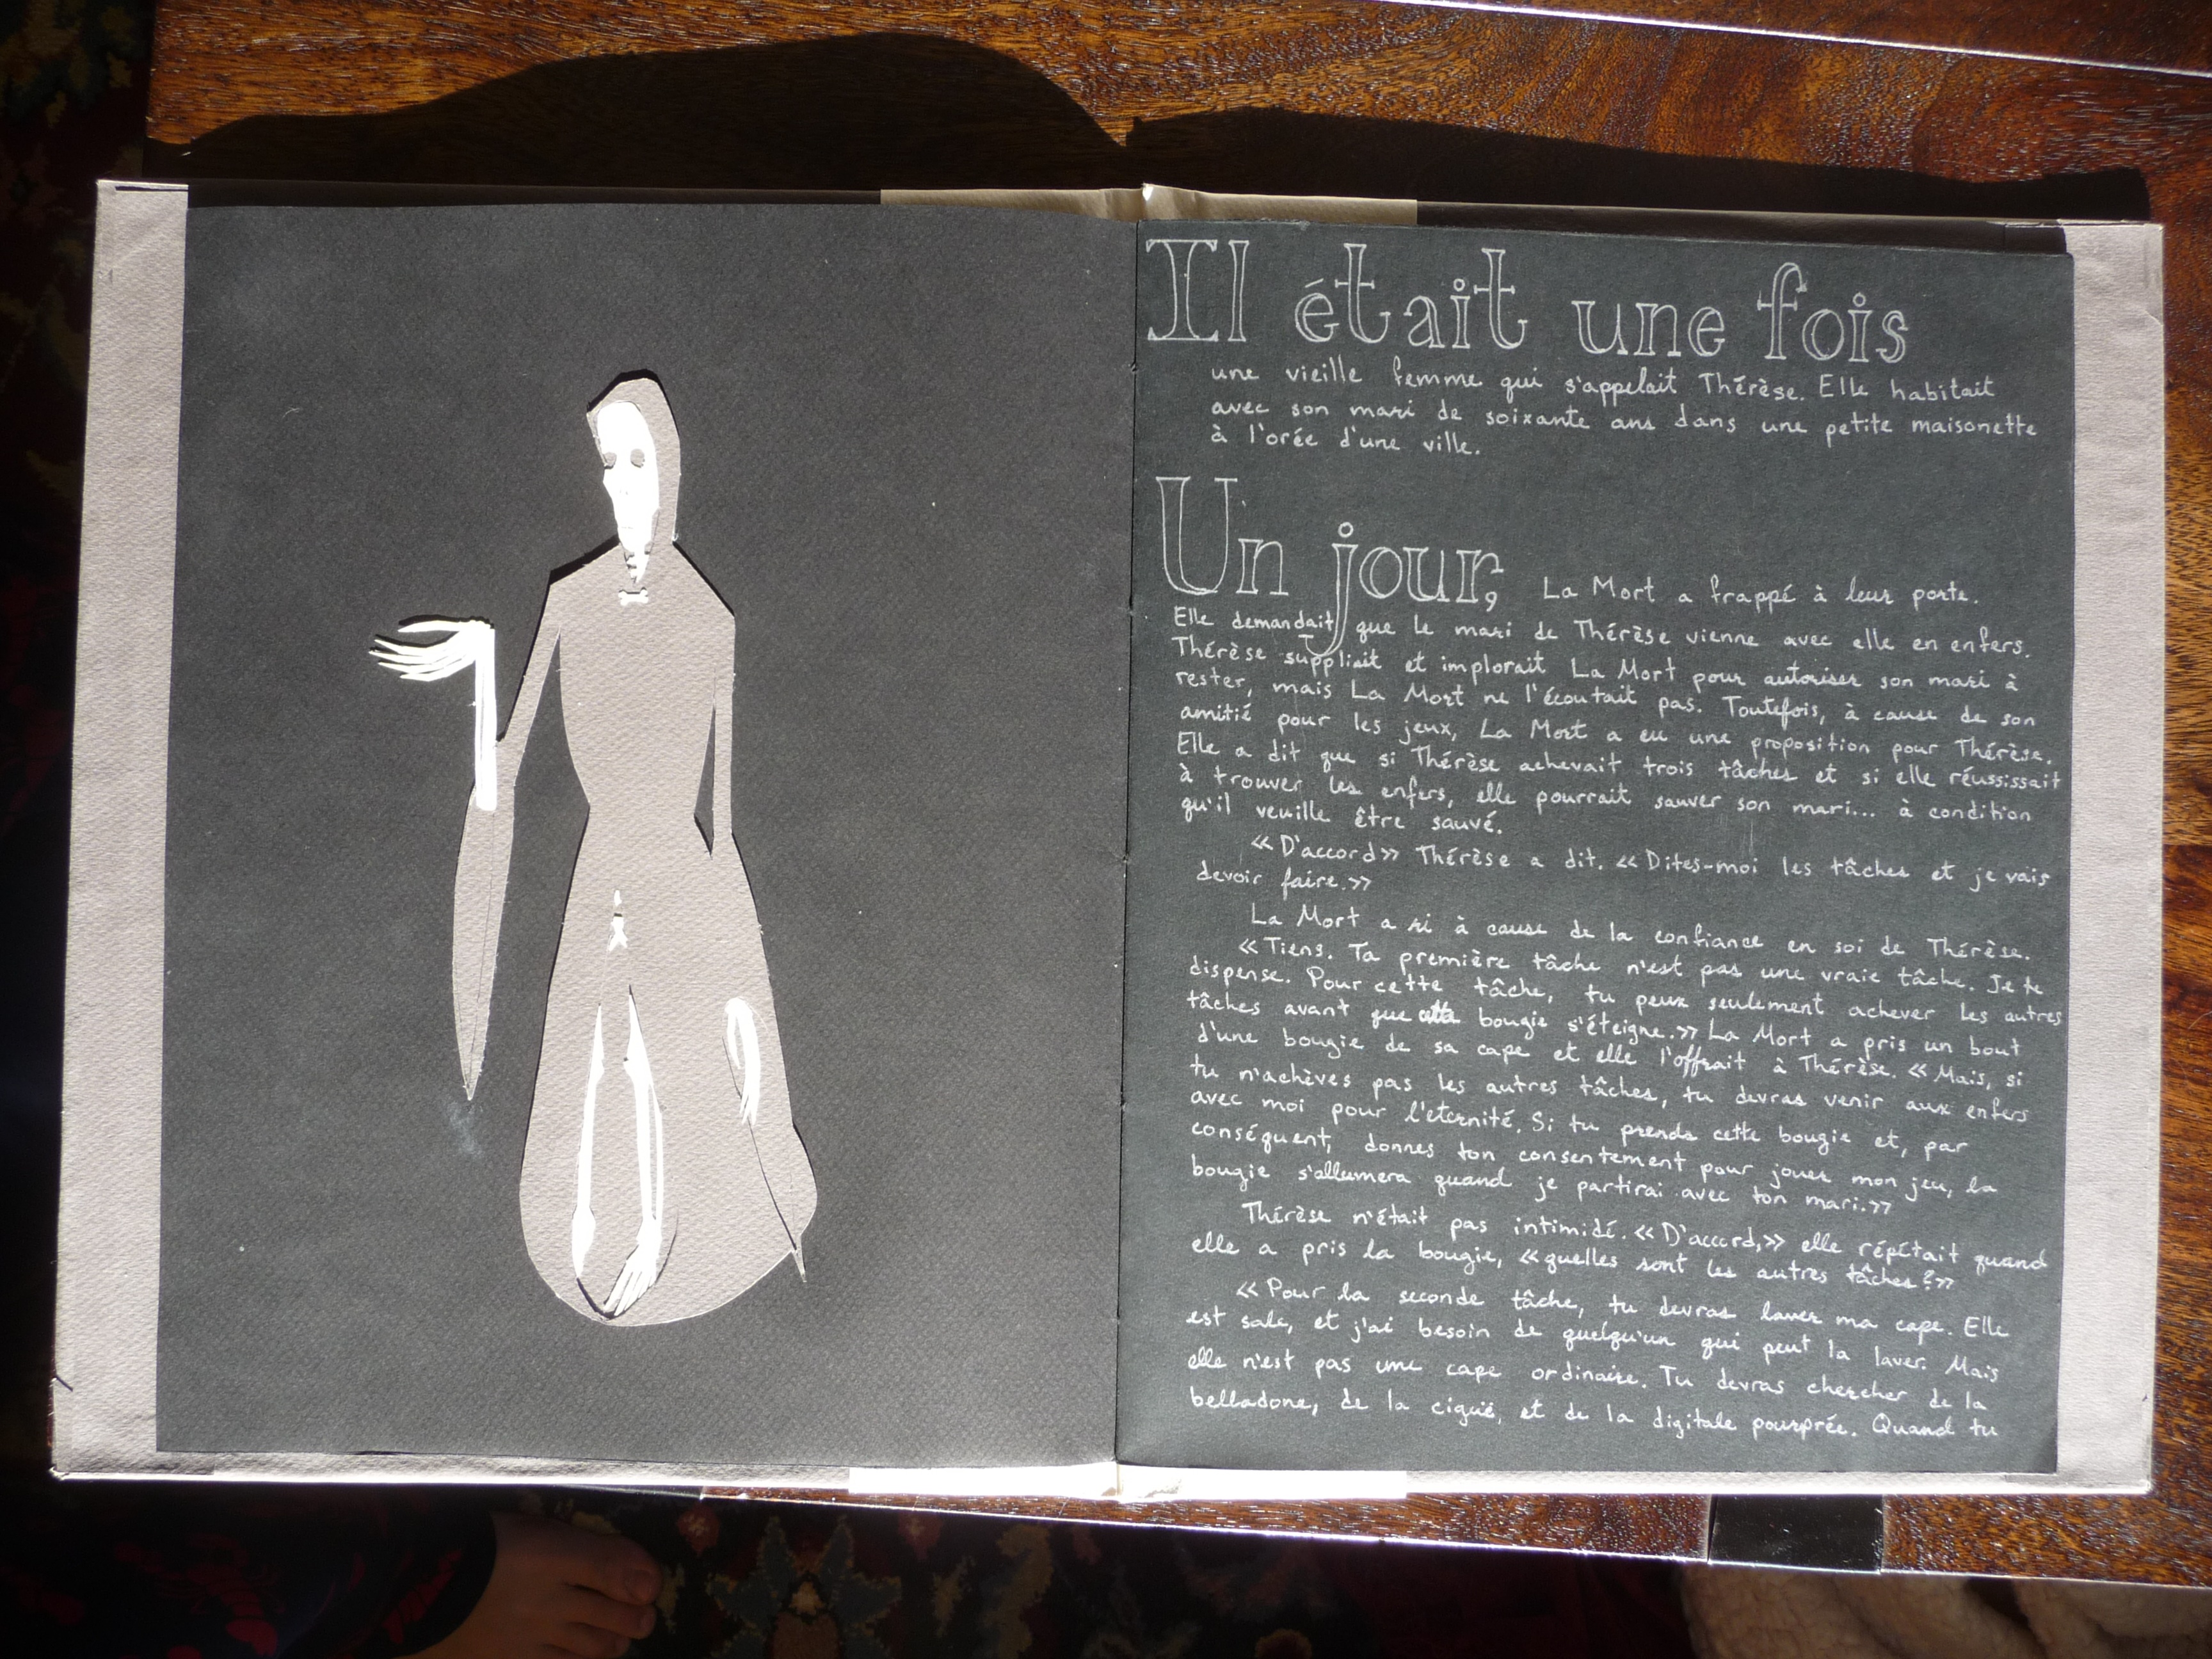 Il était une fois
une vieille femme qui s'appelait Thérèse. Elle habitait
avec son mari de soixante ans dans une petite maisonette
à l'orée d'une ville.
Un jour, La Mort a frappé à leur porte.
Elle demandait que le mari de Thérèse vienne avec elle en enfers.
Thérèse suppliait et implorait La Mort pour autoriser son mari à
rester, mais La Mort ne l'écoutait pas. Toutefois, à cause de son
amitié pour les jeux, La Mort a eu une proposition pour Thérèse.
Elle a dit que si Thérèse achevait trois tâches et si elle réussissait
à trouver les enfers, elle pourrait sauver son mari... à condition
qu'il veuille être sauvé.
«D'accord» Thérèse a dit. «Dites-moi les tâches et je vais
devoir faire.»
La Mort a ri à cause de la confiance en soi de Thérèse.
«Tiens. Ta première tâche n'est pas une vraie tâche. Je te
dispense. Pour cette tâche, tu peux seulement achever les autres
tâches avant que cette bougie s'éteigne.» La Mort a pris un bout
d'une bougie de sa cape et elle l'offrait à Thérèse. «Mais, si
tu n'achèves pas les autres tâches, tu devras venir aux enfers
avec moi pour l'eternité. Si tu prends cette bougie et, par
conséquent, donnes ton consentement pour jouer mon jeu, la
bougie s'allumera quand je partirai avec ton mari.»
Thérèse n'était pas intimidé. «D'accord,» elle répétait quand
elle a pris la bougie, «quelles sont les autres tâches?»
«Pour la seconde tâche, tu devras laver ma cape. Elle
est sale, et j'ai besoin de quelqu'un qui peut la laver. Mais
elle n'est pas une cape ordinaire. Tu devras chercher de la
belladone, de la ciguë, et de la digitale pourprée. Quand tu